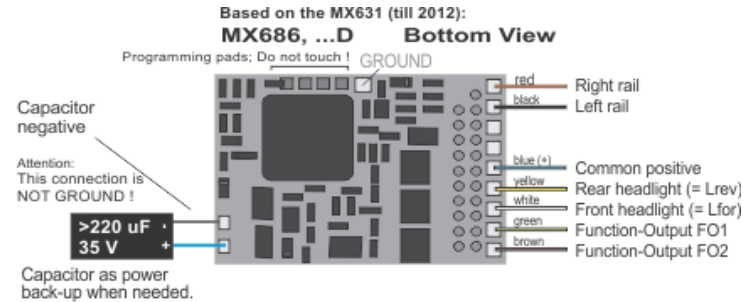 Based on the MX631 (till 2012):
MX686, ...D Bottom View
Programming pads; Do not touch !
GROUND
Capacitor
negative
Attention:
This connection is
NOT GROUND !
>220 uF -
35 V +
Capacitor as power
back-up when needed.
red Right rail
black Left rail
blue (+) Common positive
yellow Rear headlight (= Lrev)
white Front headlight (= Lfor)
green Function-Output FO1
brown Function-Output FO2